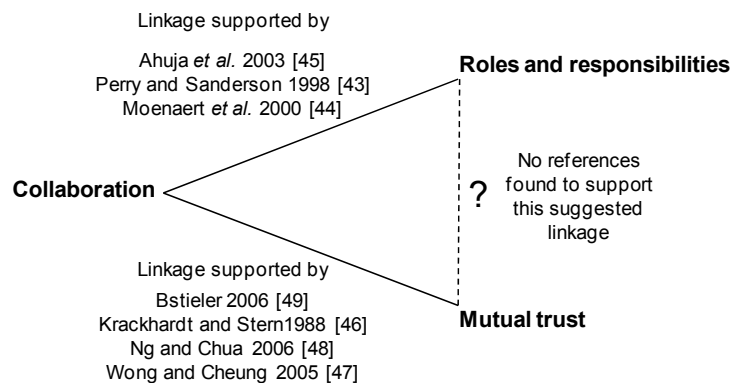 Linkage supported by
Ahuja et al. 2003 [45]
Perry and Sanderson 1998 [43]
Moenaert et al. 2000 [44]
Roles and responsibilities
Collaboration
?
No references
found to support
this suggested
linkage
Linkage supported by
Bstieler 2006 [49]
Krackhardt and Stern1988 [46]
Ng and Chua 2006 [48]
Wong and Cheung 2005 [47]
Mutual trust